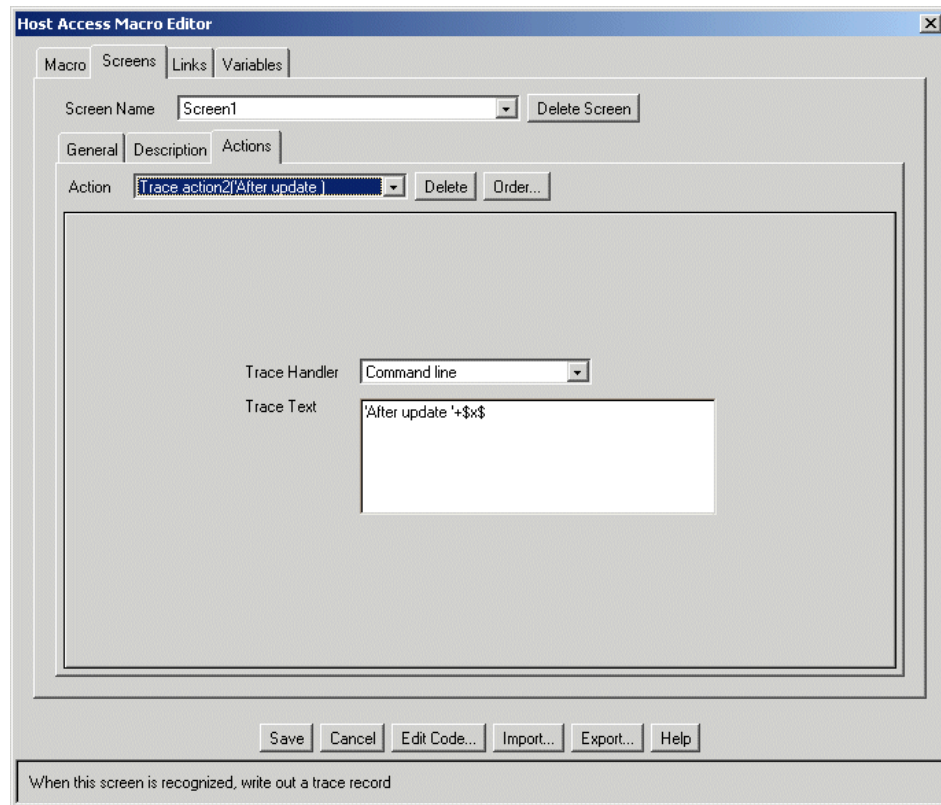 Host Access Macro Editor
Macro Screens Links Variables
Screen Name Screen1 Delete Screen
General Description Actions
Action Trace action2('After update ) Delete Order...
Trace Handler Command line
Trace Text 'After update '+$x$
Save Cancel Edit Code... Import... Export... Help
When this screen is recognized, write out a trace record